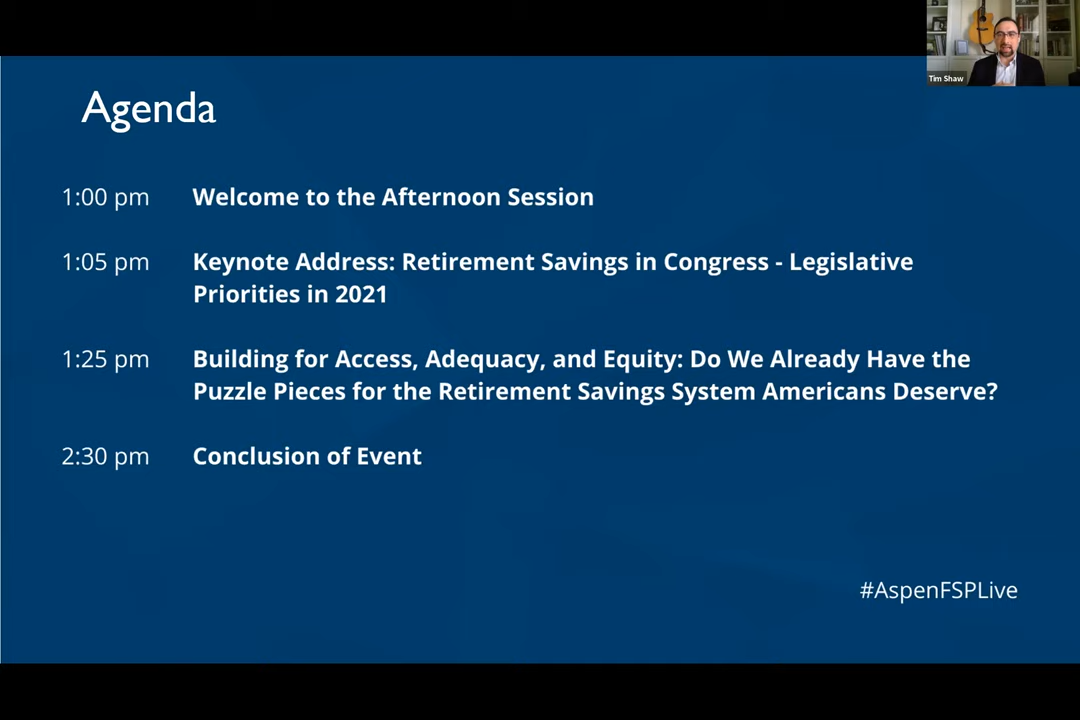 Tim Shaw
Agenda
1:00 pm Welcome to the Afternoon Session
1:05 pm Keynote Address: Retirement Savings in Congress - Legislative
Priorities in 2021
1:25 pm Building for Access, Adequacy, and Equity: Do We Already Have the
Puzzle Pieces for the Retirement Savings System Americans Deserve?
2:30 pm Conclusion of Event
#AspenFSPLive